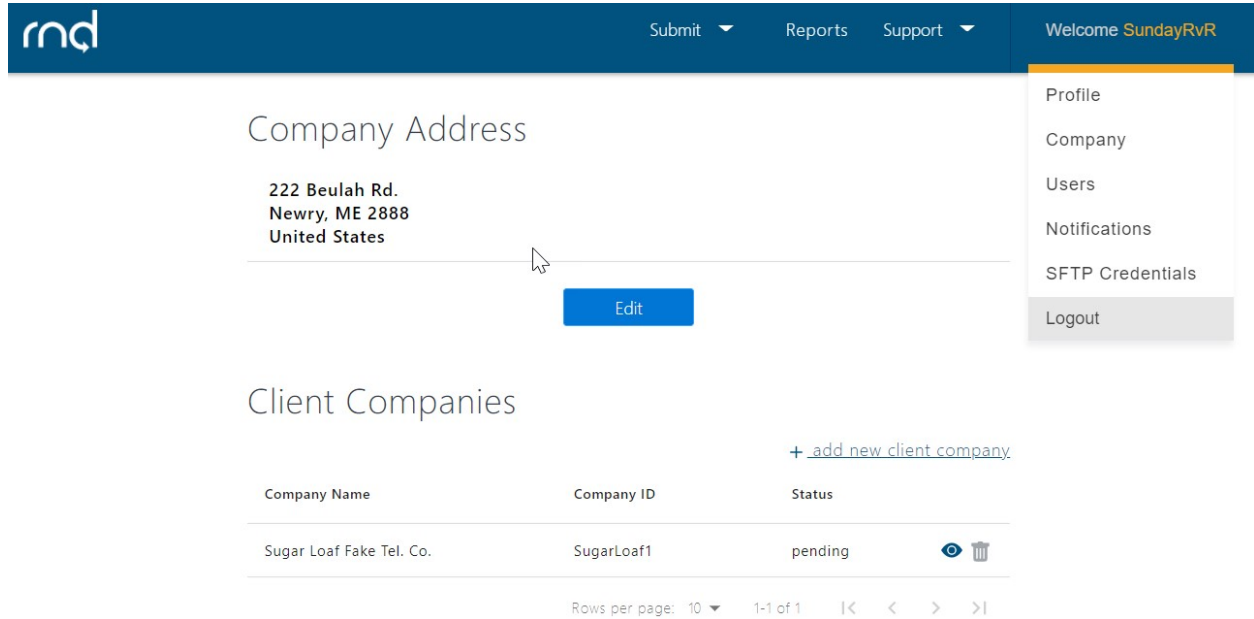 rnd
Submit Reports Support Welcome SundayRvR
Profile
Company
Users
Notifications
SFTP Credentials
Logout
Company Address
222 Beulah Rd.
Newry, ME 2888
United States
Edit
Client Companies
+ add new client company
Company Name Company ID Status
Sugar Loaf Fake Tel. Co. SugarLoaf1 pending
Rows per page: 10 1-1 of 1